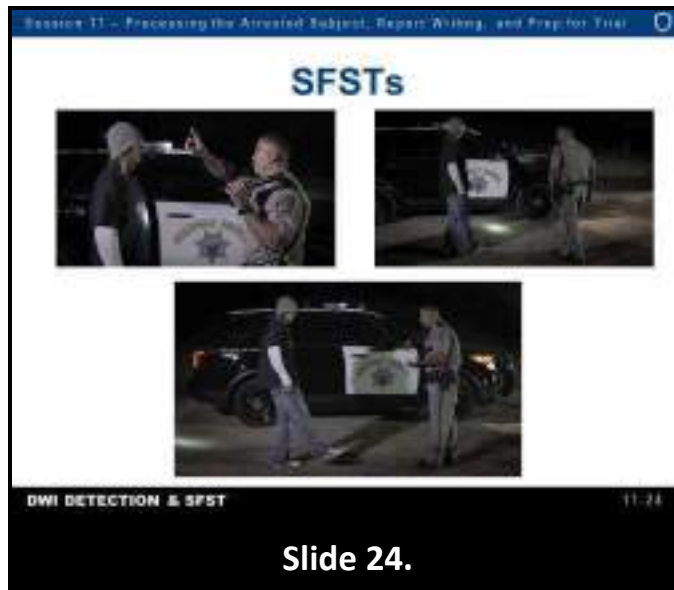 Session 11 – Processing the Arrested Subject, Report Writing, and Prep for Trial
SFSTs
DWI DETECTION & SFST
11-24
Slide 24.